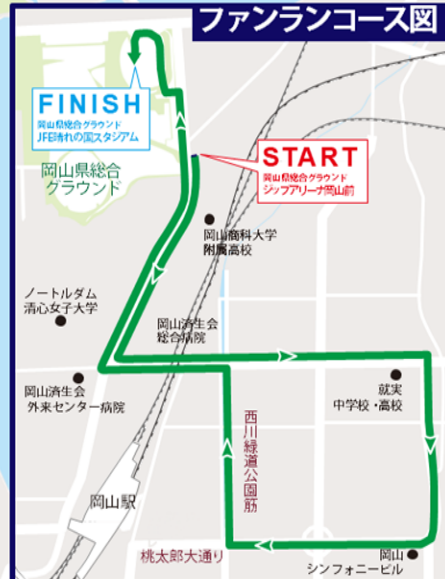 ファンランコース図
FINISH
岡山県総合グラウンド
JFE晴れの国スタジアム
START
岡山県総合グラウンド
ジップアリーナ岡山前
岡山県総合
グラウンド
岡山商科大学
附属高校
ノートルダム
清心女子大学
岡山済生会
総合病院
岡山済生会
外来センター病院
就実
中学校・高校
西川緑道公園筋
岡山駅
桃太郎大通り
岡山
シンフォニービル